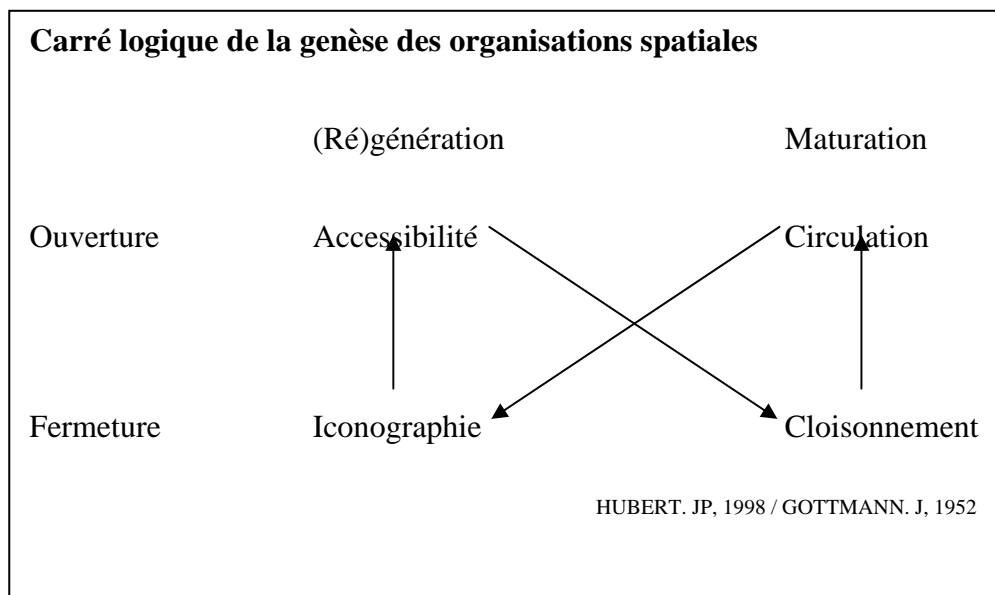 Carré logique de la genèse des organisations spatiales
(Ré)génération Maturation
Ouverture Accessibilité Circulation
Fermeture Iconographie Cloisonnement
HUBERT. JP, 1998 / GOTTMANN. J, 1952